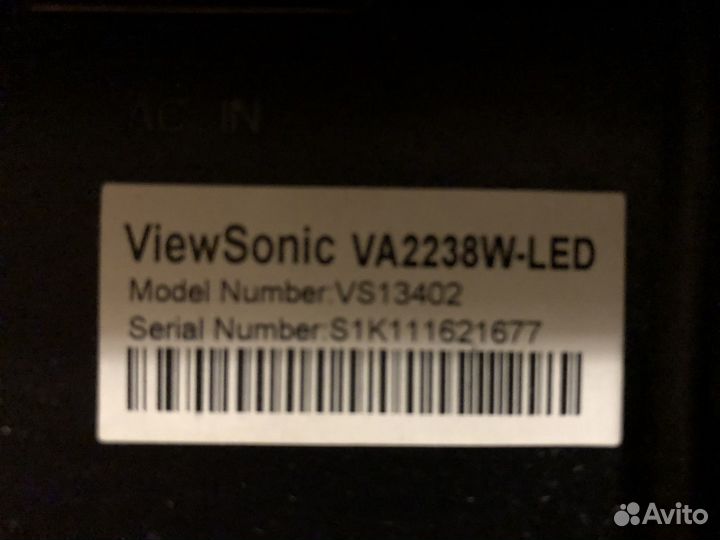 AC IN
ViewSonic VA2238W-LED
Model Number:VS13402
Serial Number:S1K111621677
Avito